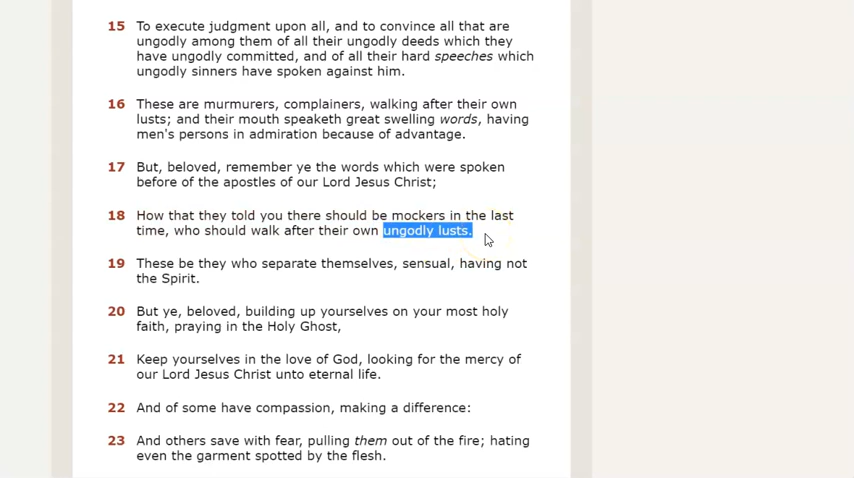 15 To execute judgment upon all, and to convince all that are
ungodly among them of all their ungodly deeds which they
have ungodly committed, and of all their hard speeches which
ungodly sinners have spoken against him.
16 These are murmurers, complainers, walking after their own
lusts; and their mouth speaketh great swelling words, having
men's persons in admiration because of advantage.
17 But, beloved, remember ye the words which were spoken
before of the apostles of our Lord Jesus Christ;
18 How that they told you there should be mockers in the last
time, who should walk after their own ungodly lusts.
19 These be they who separate themselves, sensual, having not
the Spirit.
20 But ye, beloved, building up yourselves on your most holy
faith, praying in the Holy Ghost,
21 Keep yourselves in the love of God, looking for the mercy of
our Lord Jesus Christ unto eternal life.
22 And of some have compassion, making a difference:
23 And others save with fear, pulling them out of the fire; hating
even the garment spotted by the flesh.